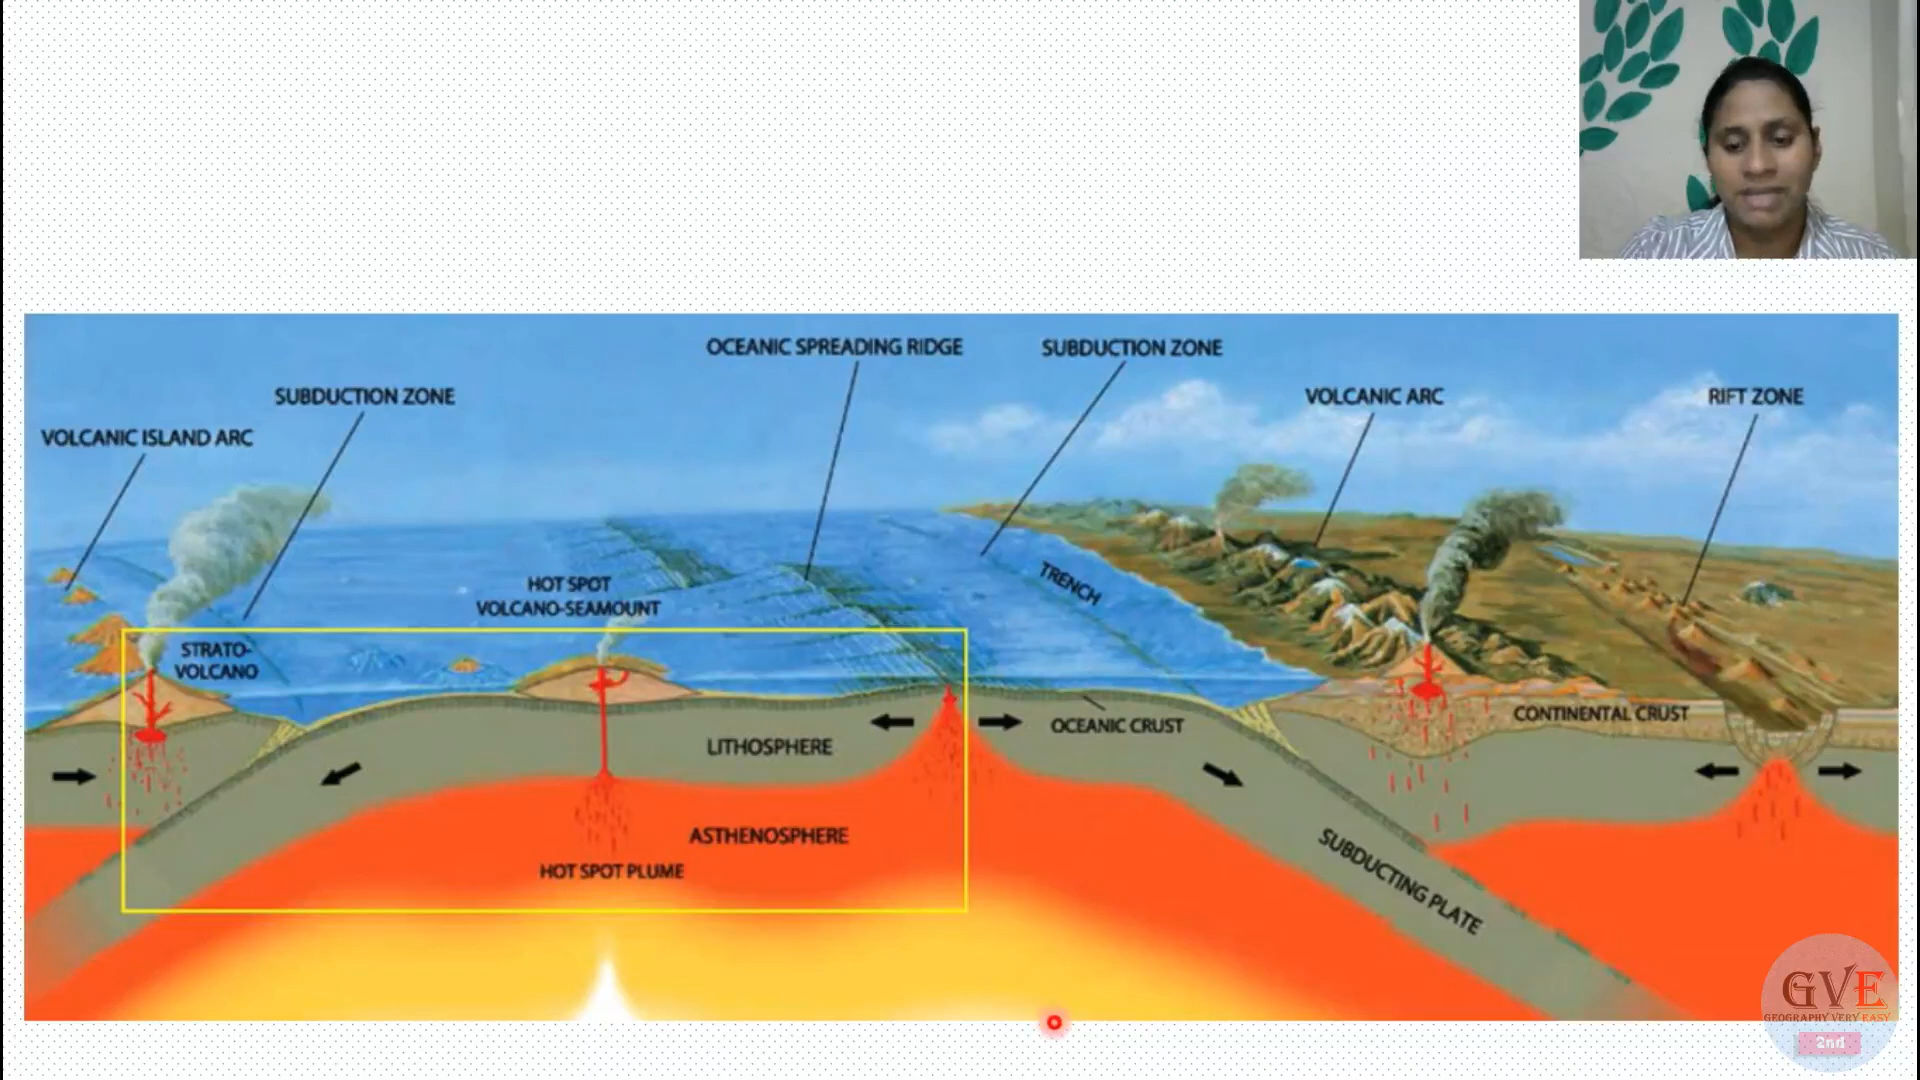 OCEANIC SPREADING RIDGE
SUBDUCTION ZONE
SUBDUCTION ZONE
VOLCANIC ARC
RIFT ZONE
VOLCANIC ISLAND ARC
HOT SPOT
VOLCANO-SEAMOUNT
TRENCH
STRATO-
VOLCANO
LITHOSPHERE
OCEANIC CRUST
CONTINENTAL CRUST
ASTHENOSPHERE
HOT SPOT PLUME
SUBDUCTING PLATE
GVE
GEOGRAPHY VERY EASY
2nd